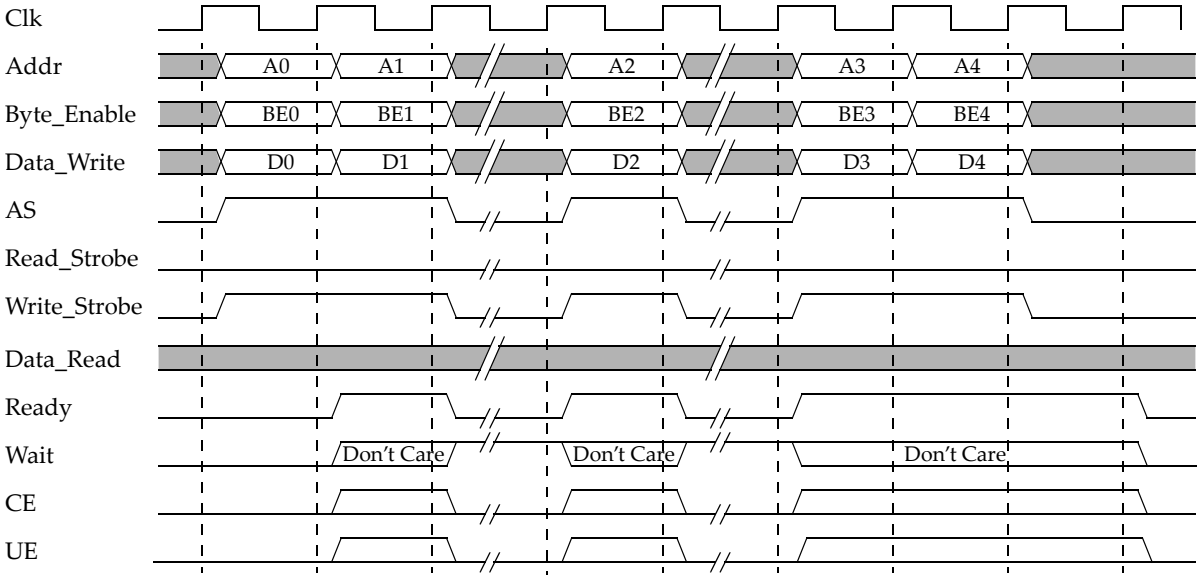 Clk
Addr A0 A1 A2 A3 A4
Byte_Enable BE0 BE1 BE2 BE3 BE4
Data_Write D0 D1 D2 D3 D4
AS
Read_Strobe
Write_Strobe
Data_Read
Ready
Wait Don’t Care Don’t Care Don’t Care
CE
UE